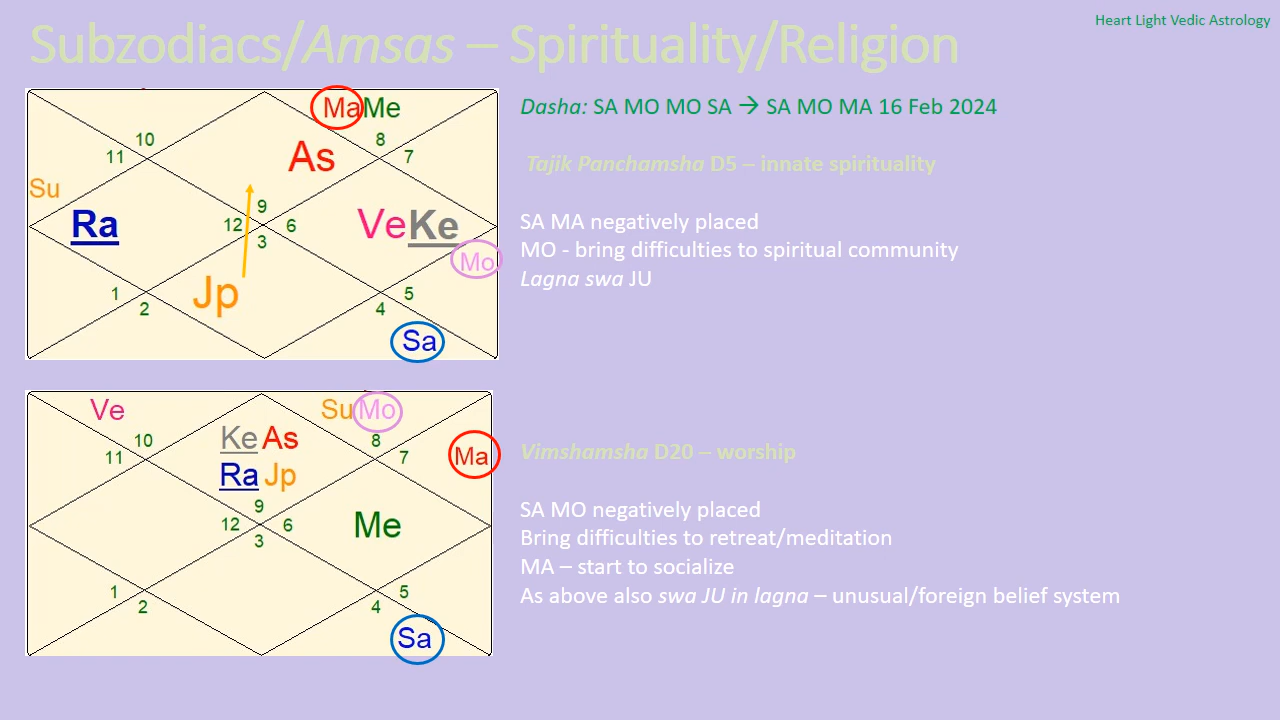 Heart Light Vedic Astrology
Subzodiacs/Amsas – Spirituality/Religion
Ma Me
10 8
11 As 7
Su
Ra 9 Ve Ke
12 6
3 Mo
1 Jp 5
2 4
Sa
Dasha: SA MO MO SA → SA MO MA 16 Feb 2024
Tajik Panchamsha D5 – innate spirituality
SA MA negatively placed
MO - bring difficulties to spiritual community
Lagna swa JU
Ve Su Mo
10 Ke As 8
11 7 Ma
Ra Jp
9
12 6 Me
3
1 5
2 4
Sa
Vimshamsha D20 – worship
SA MO negatively placed
Bring difficulties to retreat/meditation
MA – start to socialize
As above also swa JU in lagna – unusual/foreign belief system